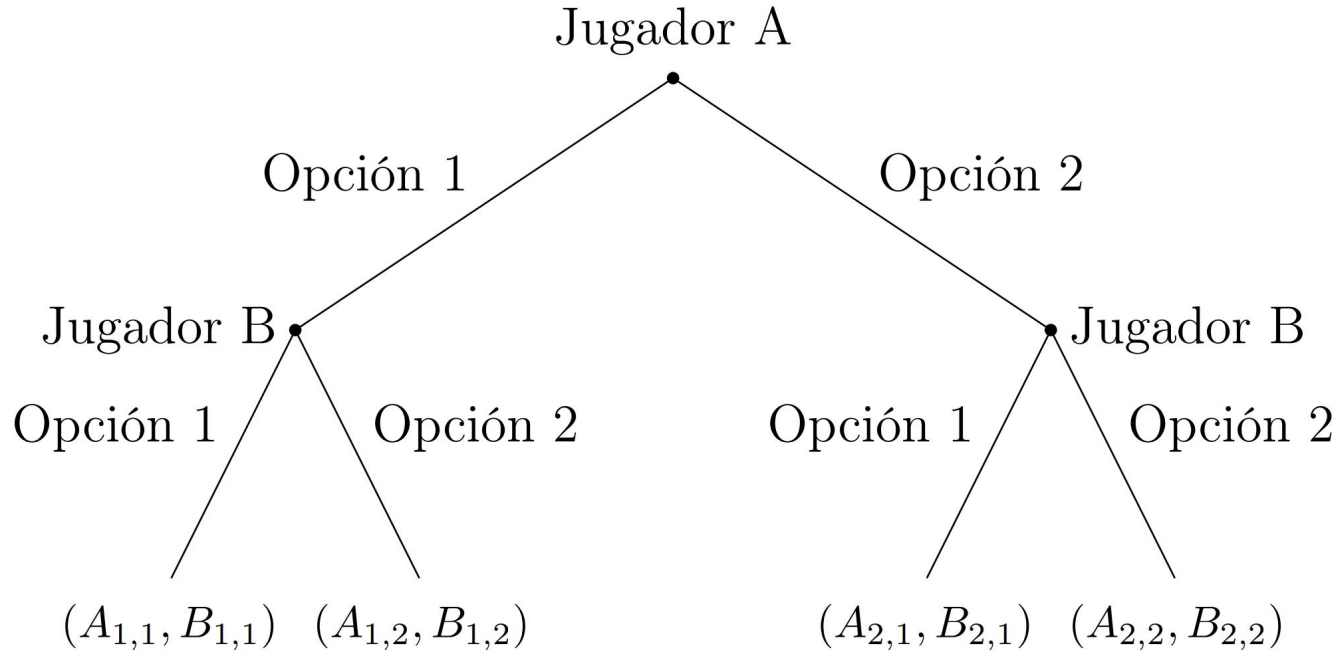 Jugador A
Opción 1 Opción 2
Jugador B Jugador B
Opción 1 Opción 2 Opción 1 Opción 2
(A1,1, B1,1) (A1,2, B1,2) (A2,1, B2,1) (A2,2, B2,2)